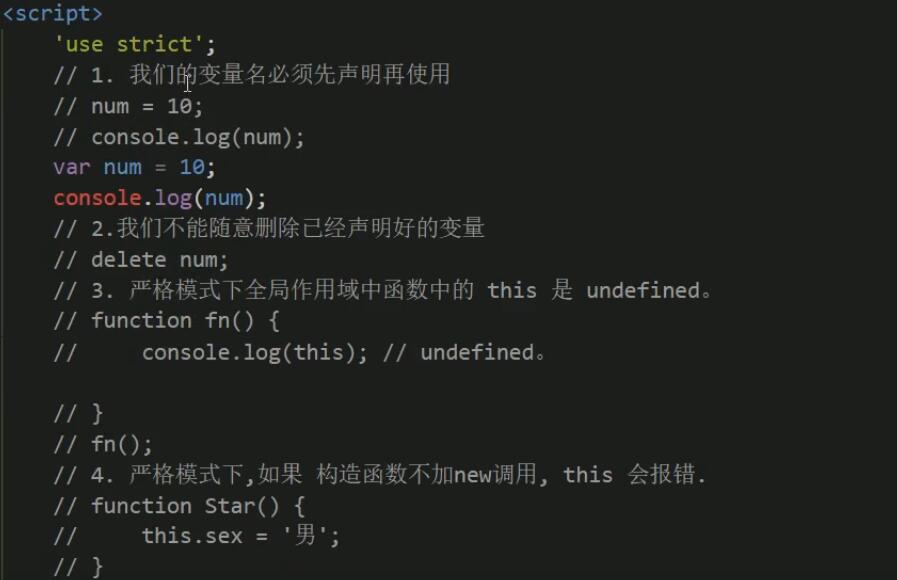 <script>
'use strict';
// 1. 我们的变量名必须先声明再使用
// num = 10;
// console.log(num);
var num = 10;
console.log(num);
// 2.我们不能随意删除已经声明好的变量
// delete num;
// 3. 严格模式下全局作用域中函数中的 this 是 undefined。
// function fn() {
//     console.log(this); // undefined。
// }
// fn();
// 4. 严格模式下,如果 构造函数不加new调用, this 会报错.
// function Star() {
//     this.sex = '男';
// }